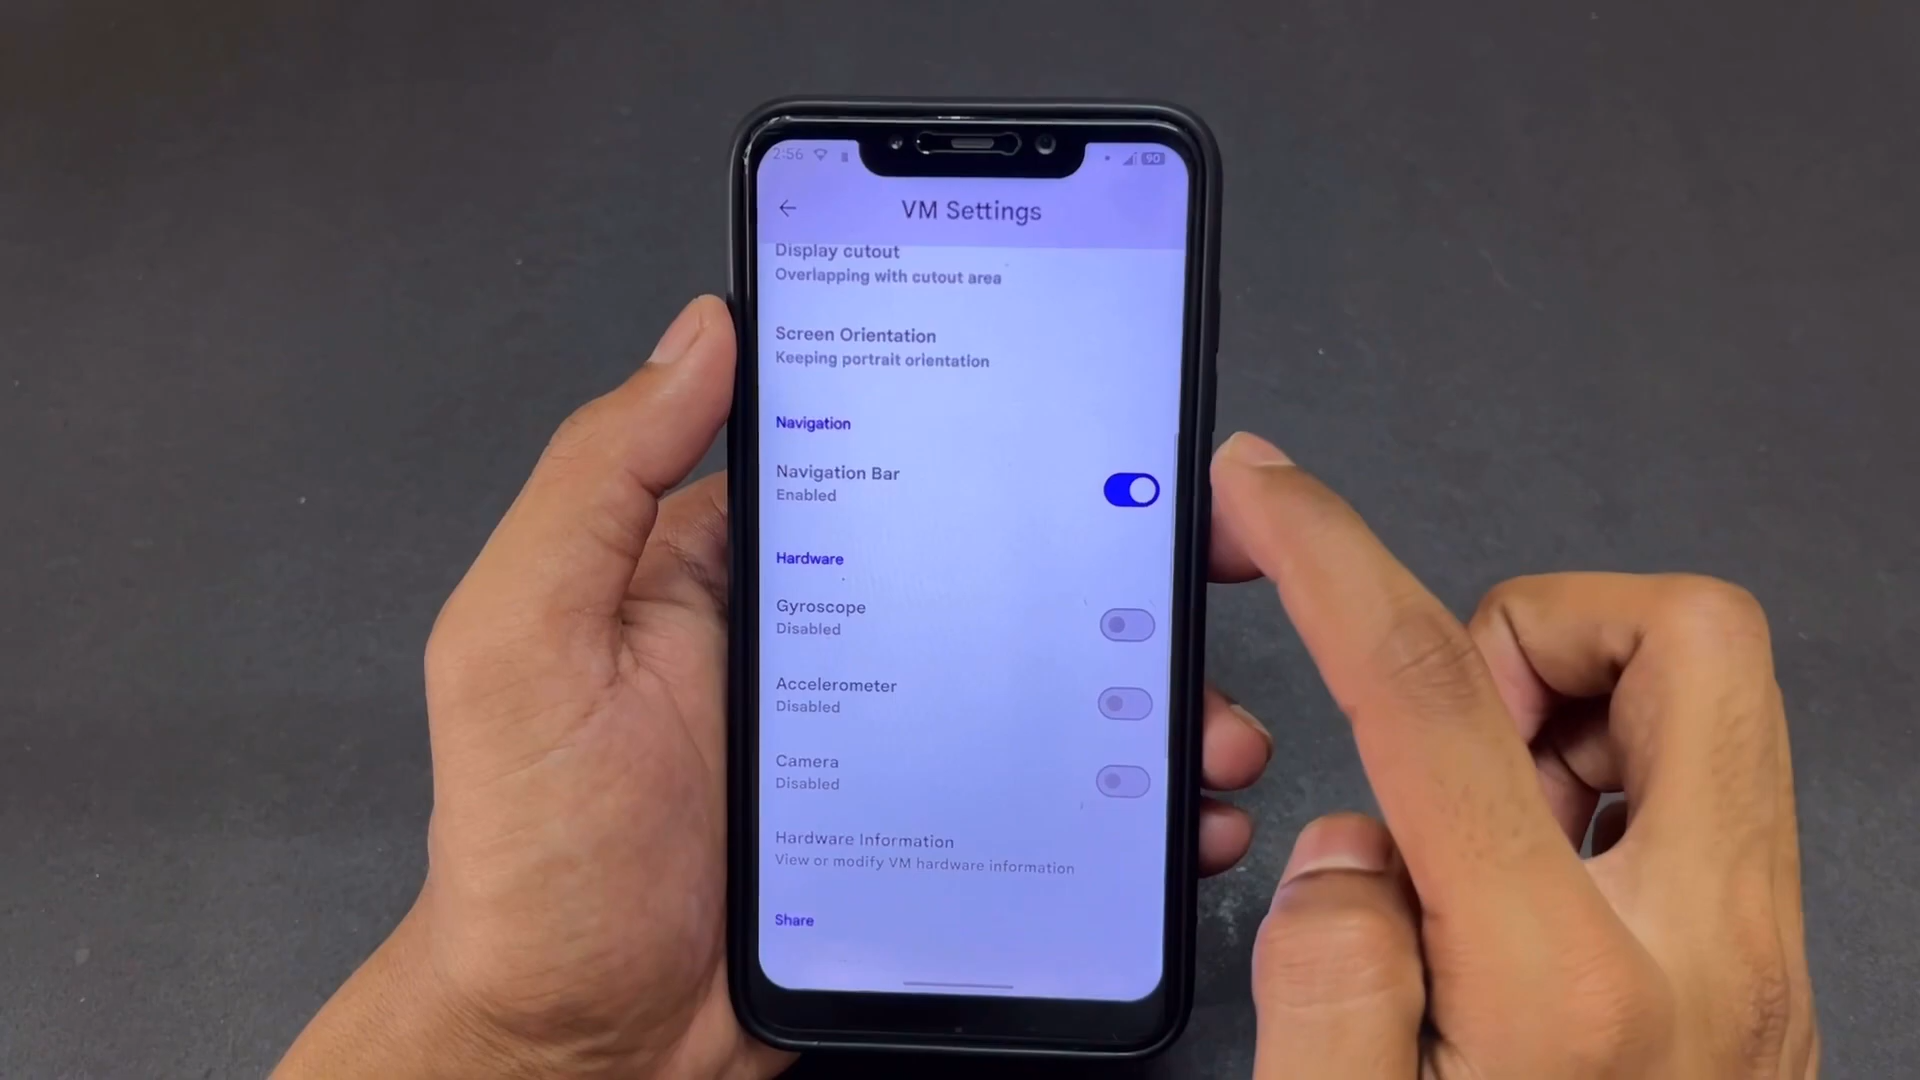 2:56
90
VM Settings
Display cutout
Overlapping with cutout area
Screen Orientation
Keeping portrait orientation
Navigation
Navigation Bar
Enabled
Hardware
Gyroscope
Disabled
Accelerometer
Disabled
Camera
Disabled
Hardware Information
View or modify VM hardware information
Share